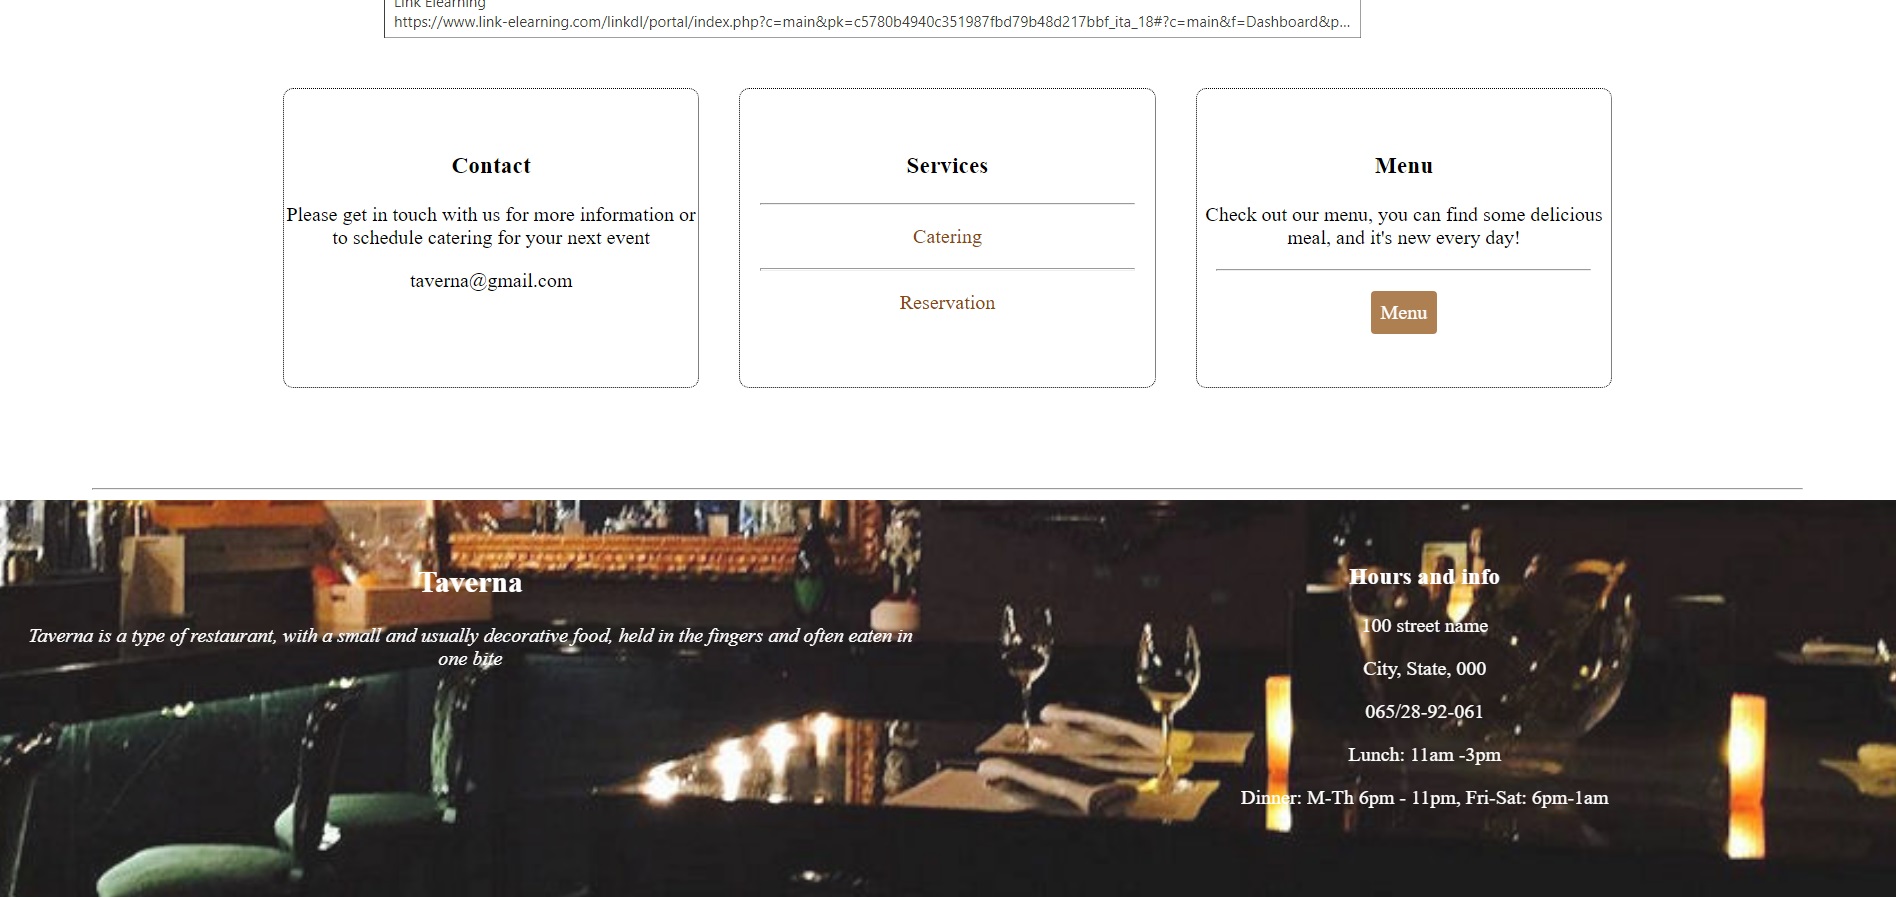 Link Elearning
https://www.link-elearning.com/linkdl/portal/index.php?c=main&pk=c5780b4940c351987fbd79b48d217bbf_ita_18#?c=main&f=Dashboard&p...
Contact
Please get in touch with us for more information or
to schedule catering for your next event
taverna@gmail.com
Services
Catering
Reservation
Menu
Check out our menu, you can find some delicious
meal, and it's new every day!
Menu
Taverna
Taverna is a type of restaurant, with a small and usually decorative food, held in the fingers and often eaten in
one bite
Hours and info
100 street name
City, State, 000
065/28-92-061
Lunch: 11am -3pm
Dinner: M-Th 6pm - 11pm, Fri-Sat: 6pm-1am